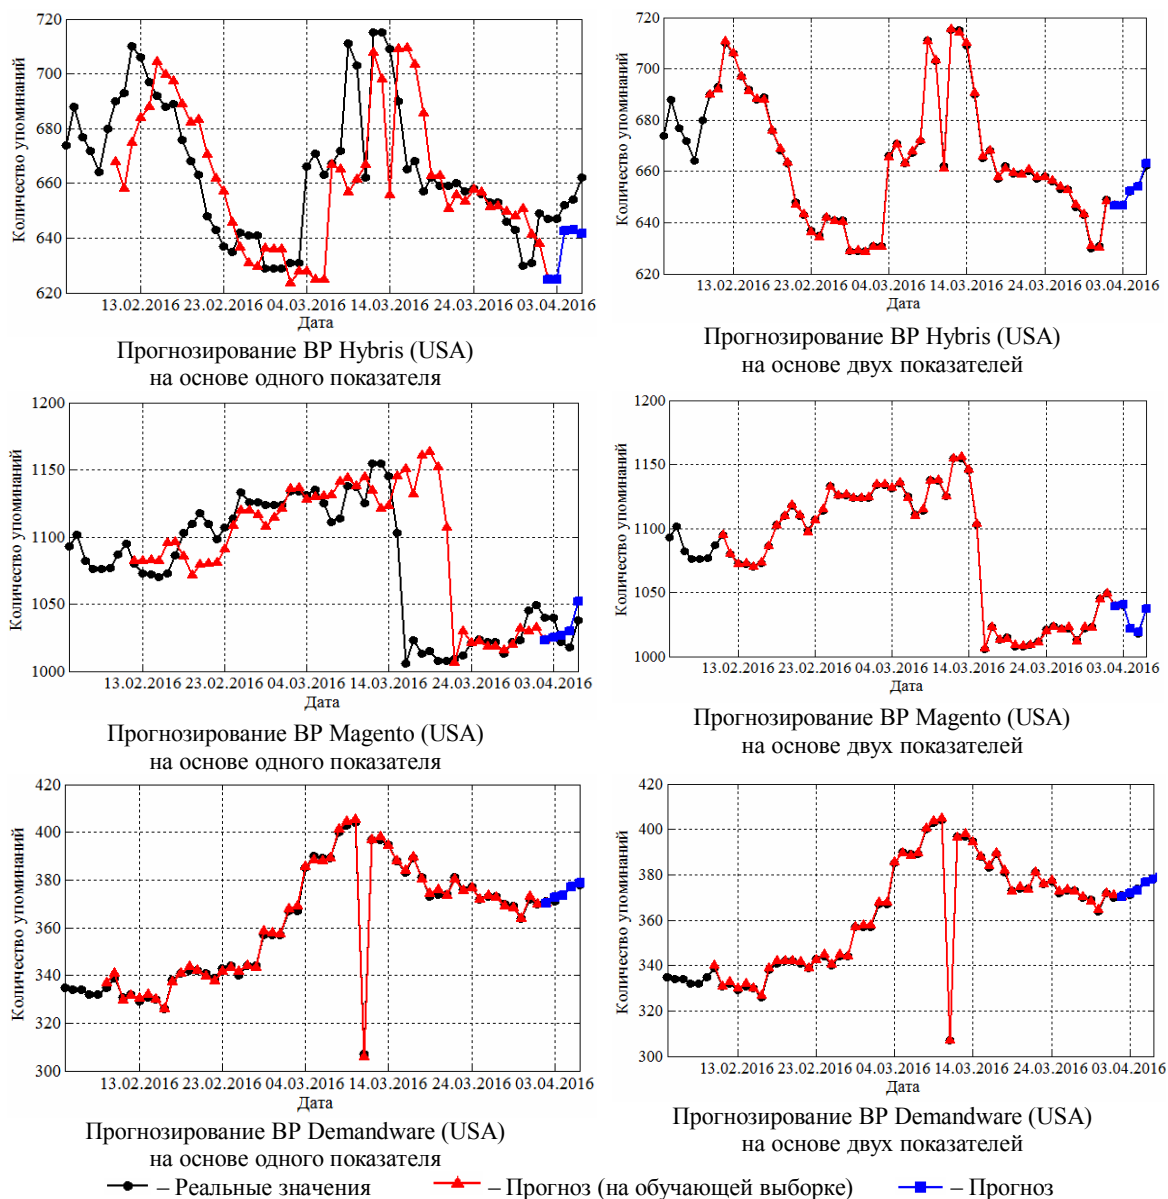 720
700
680
660
640
620
Количество упоминаний
13.02.2016 23.02.2016 04.03.2016 14.03.2016 24.03.2016 03.04.2016
Дата
Прогнозирование ВР Hybris (USA)
на основе одного показателя
720
700
680
660
640
620
Количество упоминаний
13.02.2016 23.02.2016 04.03.2016 14.03.2016 24.03.2016 03.04.2016
Дата
Прогнозирование ВР Hybris (USA)
на основе двух показателей
1200
1150
1100
1050
1000
Количество упоминаний
13.02.2016 23.02.2016 04.03.2016 14.03.2016 24.03.2016 03.04.2016
Дата
Прогнозирование ВР Magento (USA)
на основе одного показателя
1200
1150
1100
1050
1000
Количество упоминаний
13.02.2016 23.02.2016 04.03.2016 14.03.2016 24.03.2016 03.04.2016
Дата
Прогнозирование ВР Magento (USA)
на основе двух показателей
420
400
380
360
340
320
300
Количество упоминаний
13.02.2016 23.02.2016 04.03.2016 14.03.2016 24.03.2016 03.04.2016
Дата
Прогнозирование ВР Demandware (USA)
на основе одного показателя
420
400
380
360
340
320
300
Количество упоминаний
13.02.2016 23.02.2016 04.03.2016 14.03.2016 24.03.2016 03.04.2016
Дата
Прогнозирование ВР Demandware (USA)
на основе двух показателей
– Реальные значения – Прогноз (на обучающей выборке) – Прогноз